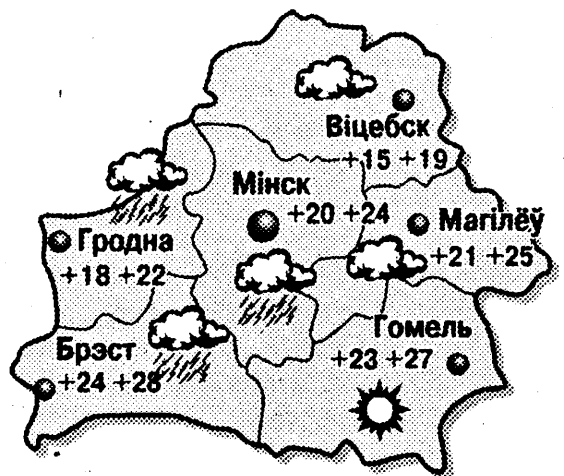 Віцебск
+15 +19
Мінск
+20 +24
Магілёў
+21 +25
Гродна
+18 +22
Гомель
+23 +27
Брэст
+24 +28